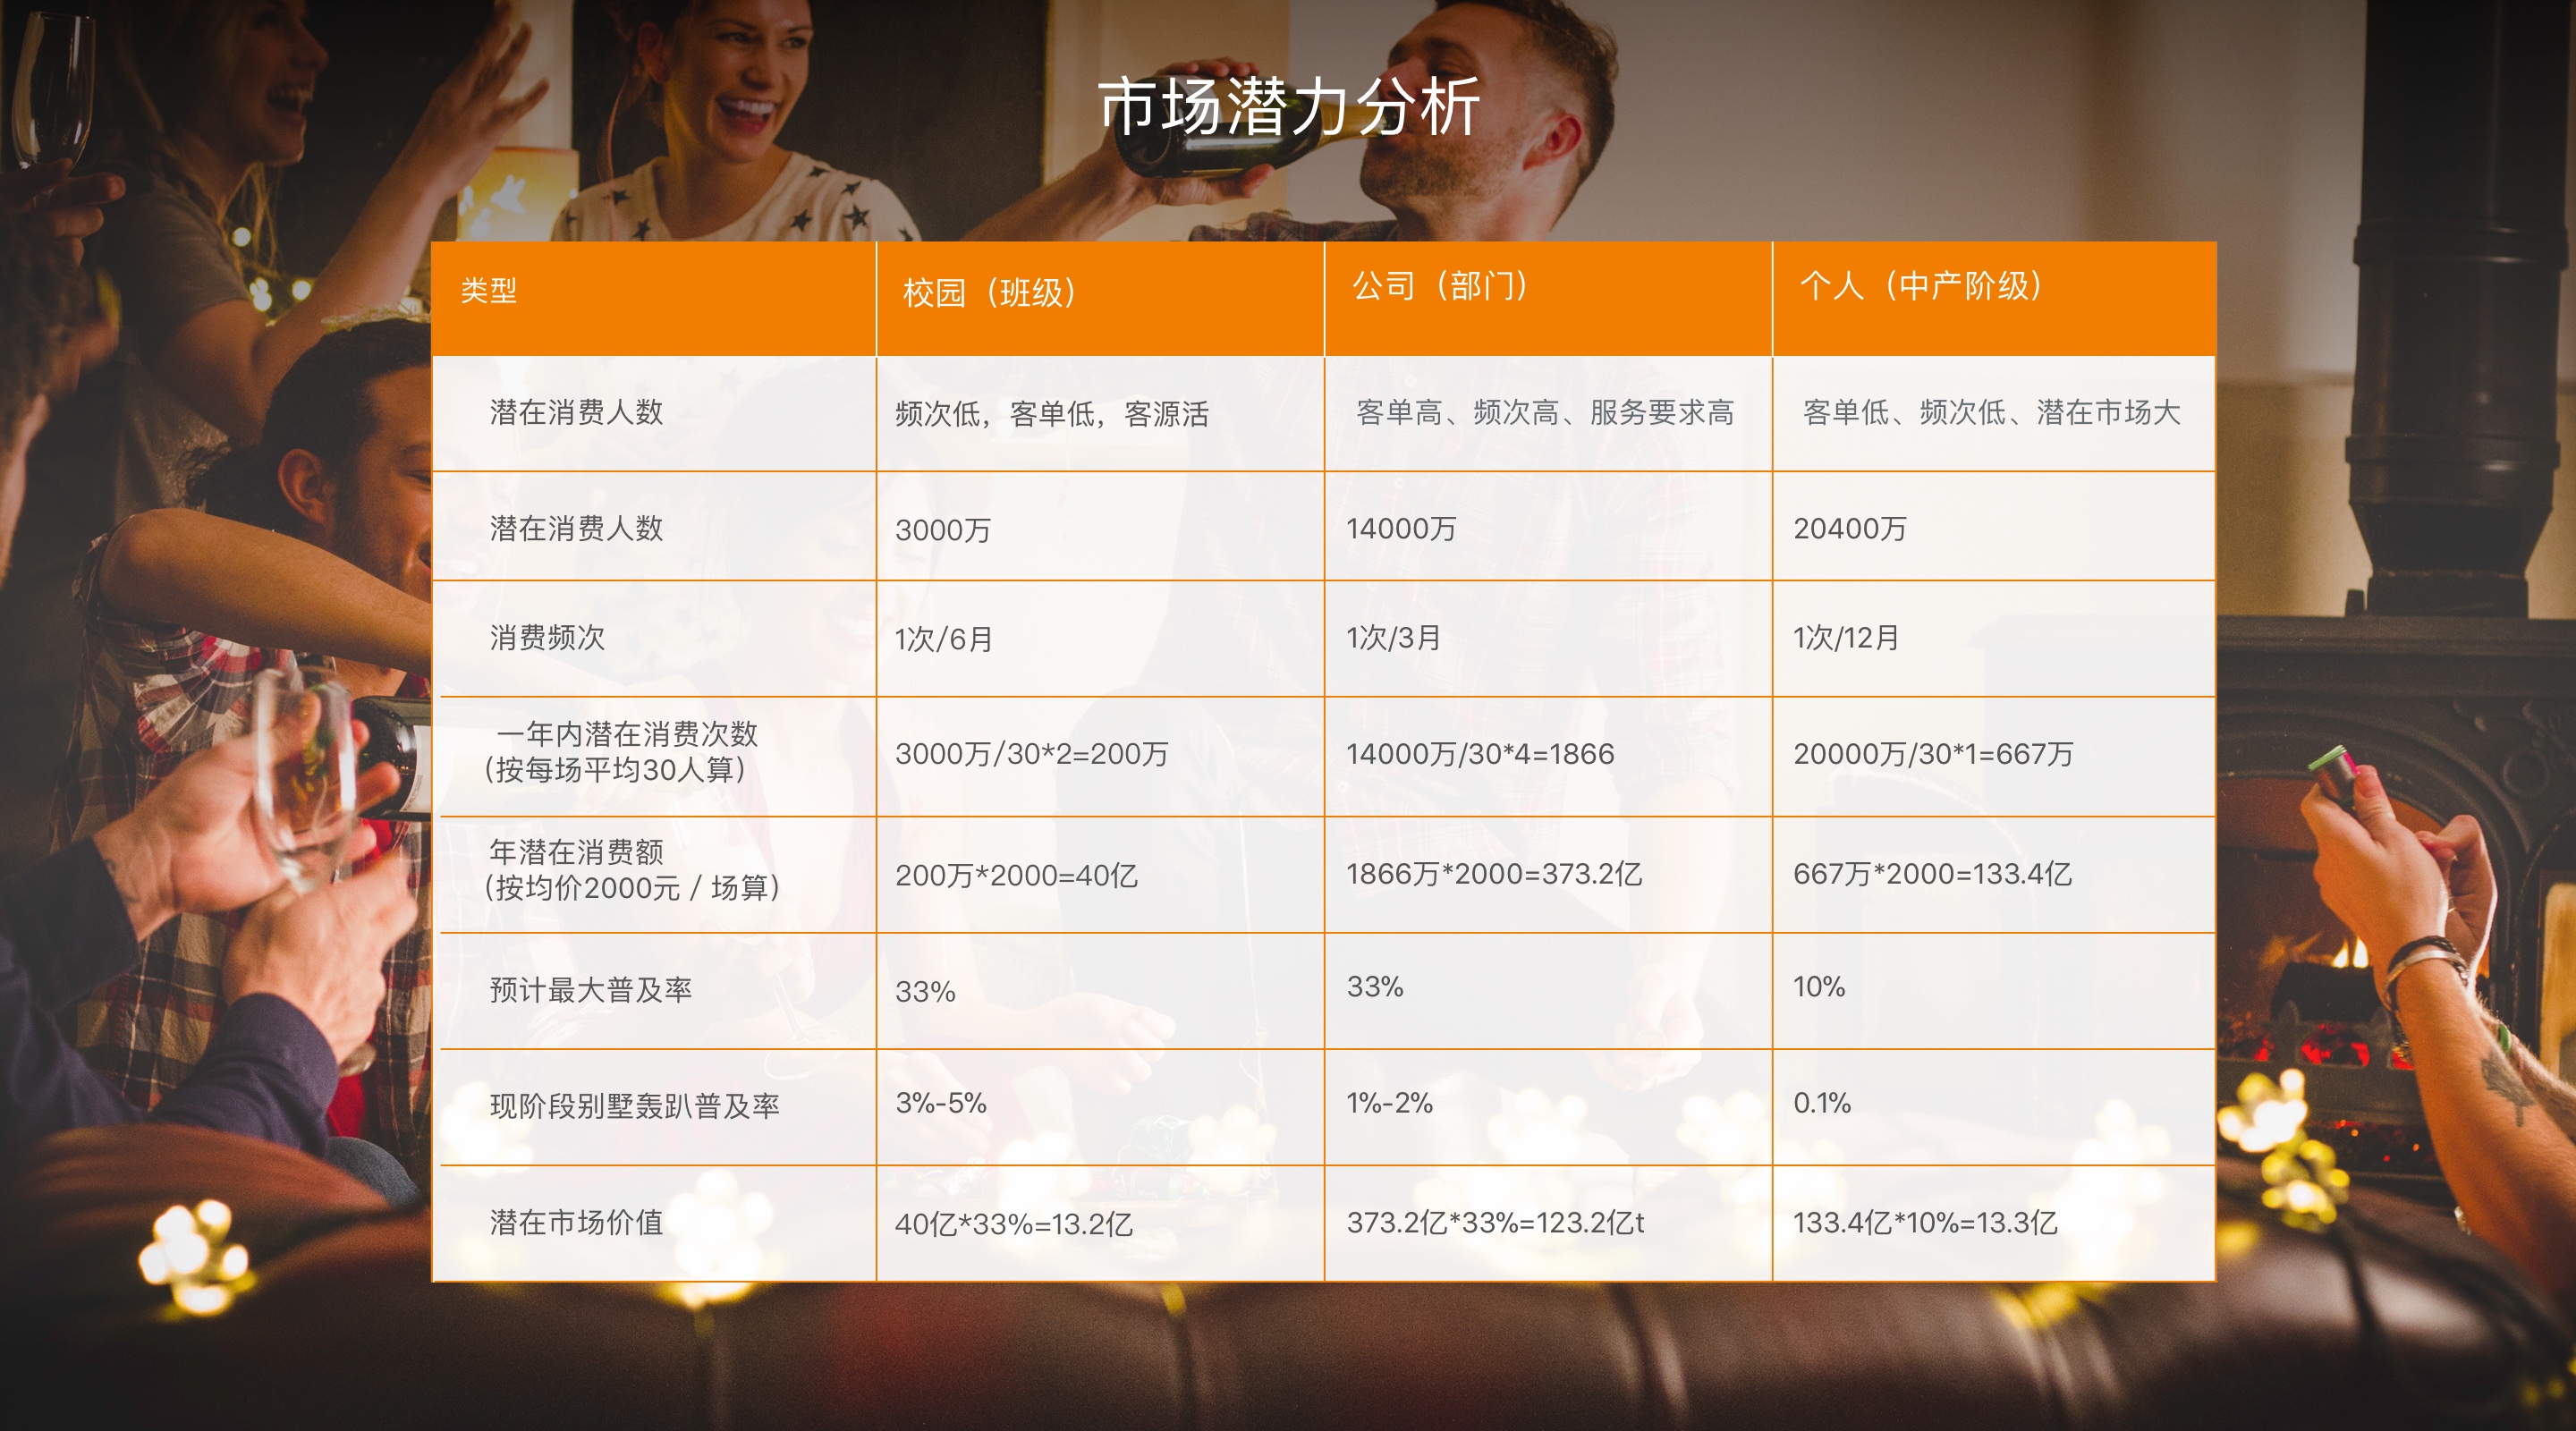 市场潜力分析
类型
校园（班级）
公司（部门）
个人（中产阶级）
潜在消费人数
频次低，客单低，客源活
客单高、频次高、服务要求高
客单低、频次低、潜在市场大
潜在消费人数
3000万
14000万
20400万
消费频次
1次/6月
1次/3月
1次/12月
一年内潜在消费次数
（按每场平均30人算）
3000万/30*2=200万
14000万/30*4=1866
20000万/30*1=667万
年潜在消费额
（按均价2000元 / 场算）
200万*2000=40亿
1866万*2000=373.2亿
667万*2000=133.4亿
预计最大普及率
33%
33%
10%
现阶段别墅轰趴普及率
3%-5%
1%-2%
0.1%
潜在市场价值
40亿*33%=13.2亿
373.2亿*33%=123.2亿t
133.4亿*10%=13.3亿